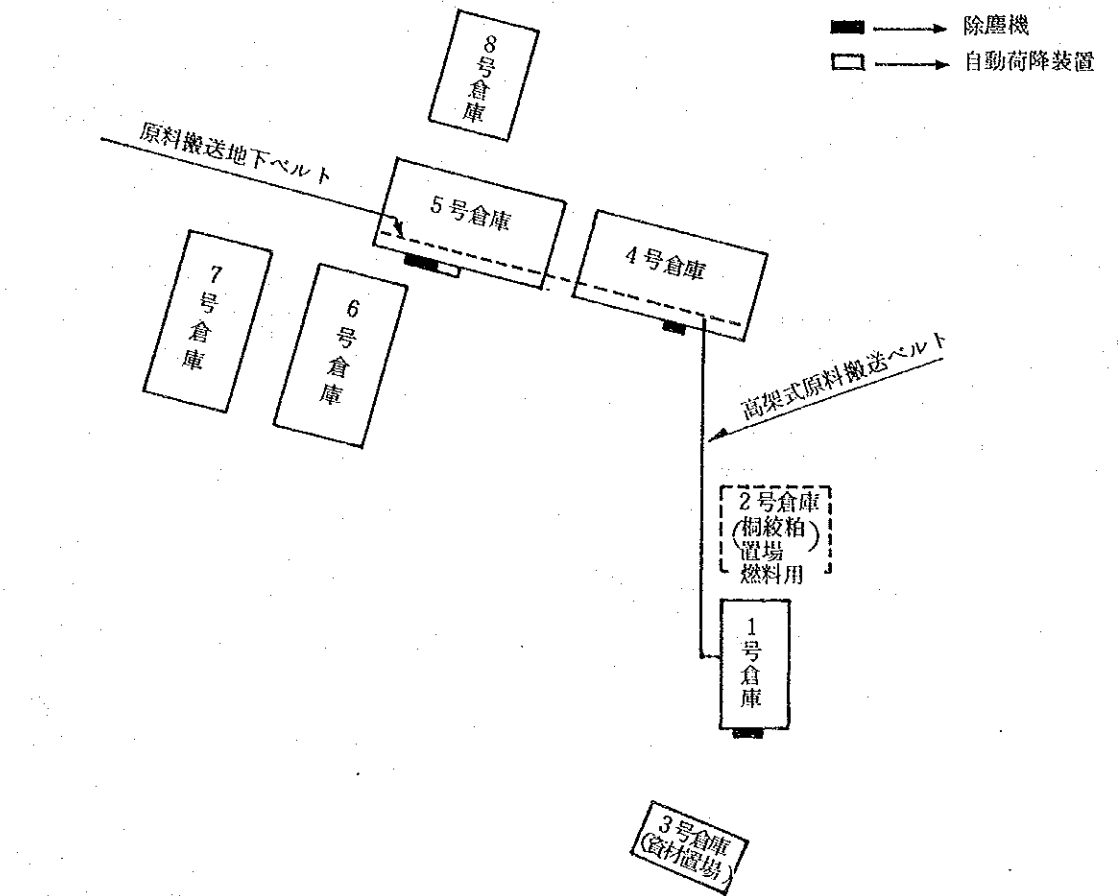 除塵機
自動荷降装置
8号倉庫
原料搬送地下ベルト
5号倉庫
4号倉庫
7号倉庫
6号倉庫
高架式原料搬送ベルト
2号倉庫
(桐絞粕
置場)
燃料用
1号倉庫
3号倉庫
(資材置場)